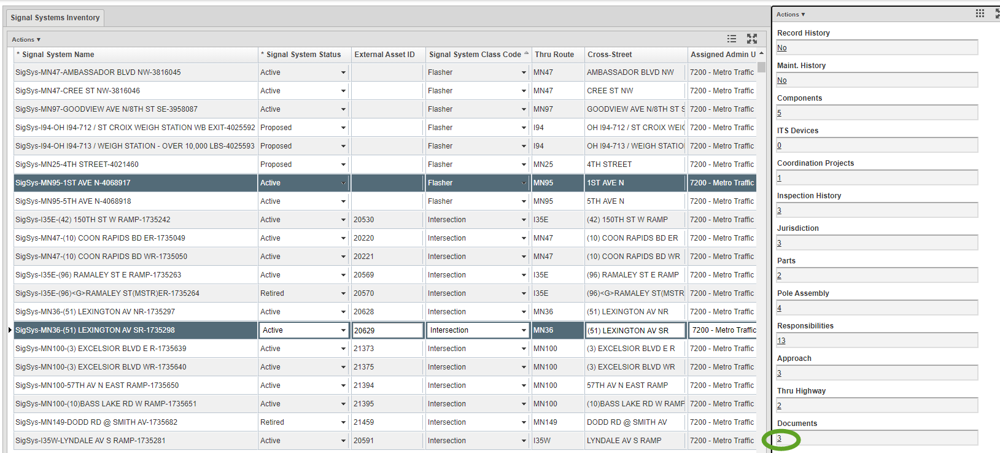 Signal Systems Inventory
Actions ▾
* Signal System Name * Signal System Status External Asset ID Signal System Class Code Thru Route Cross-Street Assigned Admin U
SigSys-MN47-AMBASSADOR BLVD NW-3816045 Active Flasher MN47 AMBASSADOR BLVD NW 7200 - Metro Traffic
SigSys-MN47-CREE ST NW-3816046 Active Flasher MN47 CREE ST NW 7200 - Metro Traffic
SigSys-MN97-GOODVIEW AVE N/8TH ST SE-3958087 Active Flasher MN97 GOODVIEW AVE N/8TH ST S 7200 - Metro Traffic
SigSys-I94-OH I94-712 / ST CROIX WEIGH STATION WB EXIT-4025592 Proposed Flasher I94 OH I94-712 / ST CROIX WEIG 7200 - Metro Traffic
SigSys-I94-OH I94-713 / WEIGH STATION - OVER 10,000 LBS-4025593 Proposed Flasher I94 OH I94-713 / WEIGH STATIO 7200 - Metro Traffic
SigSys-MN25-4TH STREET-4021460 Proposed Flasher MN25 4TH STREET 7200 - Metro Traffic
SigSys-MN95-1ST AVE N-4068917 Active Flasher MN95 1ST AVE N 7200 - Metro Traffic
SigSys-MN95-5TH AVE N-4068918 Active Flasher MN95 5TH AVE N 7200 - Metro Traffic
SigSys-I35E-(42) 150TH ST W RAMP-1735242 Active 20530 Intersection I35E (42) 150TH ST W RAMP 7200 - Metro Traffic
SigSys-MN47-(10) COON RAPIDS BD ER-1735049 Active 20220 Intersection MN47 (10) COON RAPIDS BD ER 7200 - Metro Traffic
SigSys-MN47-(10) COON RAPIDS BD WR-1735050 Active 20221 Intersection MN47 (10) COON RAPIDS BD WR 7200 - Metro Traffic
SigSys-I35E-(96) RAMALEY ST E RAMP-1735263 Active 20569 Intersection I35E (96) RAMALEY ST E RAMP 7200 - Metro Traffic
SigSys-I35E-(96)<G>RAMALEY ST(MSTR)ER-1735264 Retired 20570 Intersection I35E (96)<G>RAMALEY ST(MSTR 7200 - Metro Traffic
SigSys-MN36-(51) LEXINGTON AV NR-1735297 Active 20628 Intersection MN36 (51) LEXINGTON AV NR 7200 - Metro Traffic
SigSys-MN36-(51) LEXINGTON AV SR-1735298 Active 20629 Intersection MN36 (51) LEXINGTON AV SR 7200 - Metro Traffic
SigSys-MN100-(3) EXCELSIOR BLVD E R-1735639 Active 21373 Intersection MN100 (3) EXCELSIOR BLVD E R 7200 - Metro Traffic
SigSys-MN100-(3) EXCELSIOR BLVD WR-1735640 Active 21375 Intersection MN100 (3) EXCELSIOR BLVD WR 7200 - Metro Traffic
SigSys-MN100-57TH AV N EAST RAMP-1735650 Active 21394 Intersection MN100 57TH AV N EAST RAMP 7200 - Metro Traffic
SigSys-MN100-(10)BASS LAKE RD W RAMP-1735651 Active 21395 Intersection MN100 (10)BASS LAKE RD W RAMP 7200 - Metro Traffic
SigSys-MN149-DODD RD @ SMITH AV-1735682 Retired 21459 Intersection MN149 DODD RD @ SMITH AV 7200 - Metro Traffic
SigSys-I35W-LYNDALE AV S RAMP-1735281 Active 20591 Intersection I35W LYNDALE AV S RAMP 7200 - Metro Traffic
Actions ▾
Record History
No
Maint. History
No
Components
5
ITS Devices
0
Coordination Projects
1
Inspection History
3
Jurisdiction
3
Parts
2
Pole Assembly
4
Responsibilities
13
Approach
3
Thru Highway
2
Documents
3